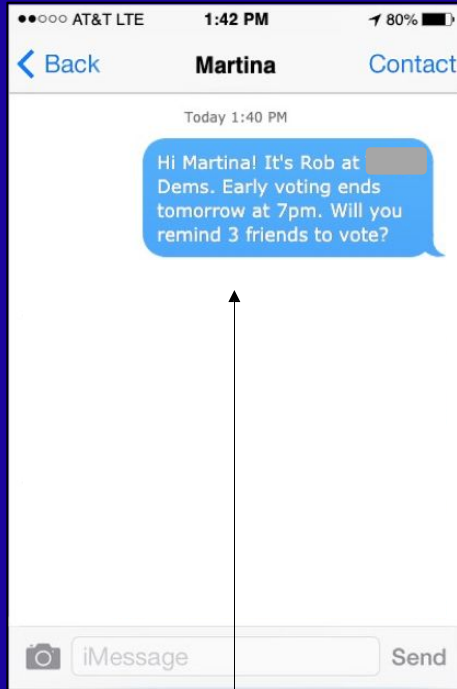 AT&T LTE 1:42 PM 80%
Back Martina Contact
Today 1:40 PM
Hi Martina! It's Rob at
Dems. Early voting ends
tomorrow at 7pm. Will you
remind 3 friends to vote?
iMessage Send